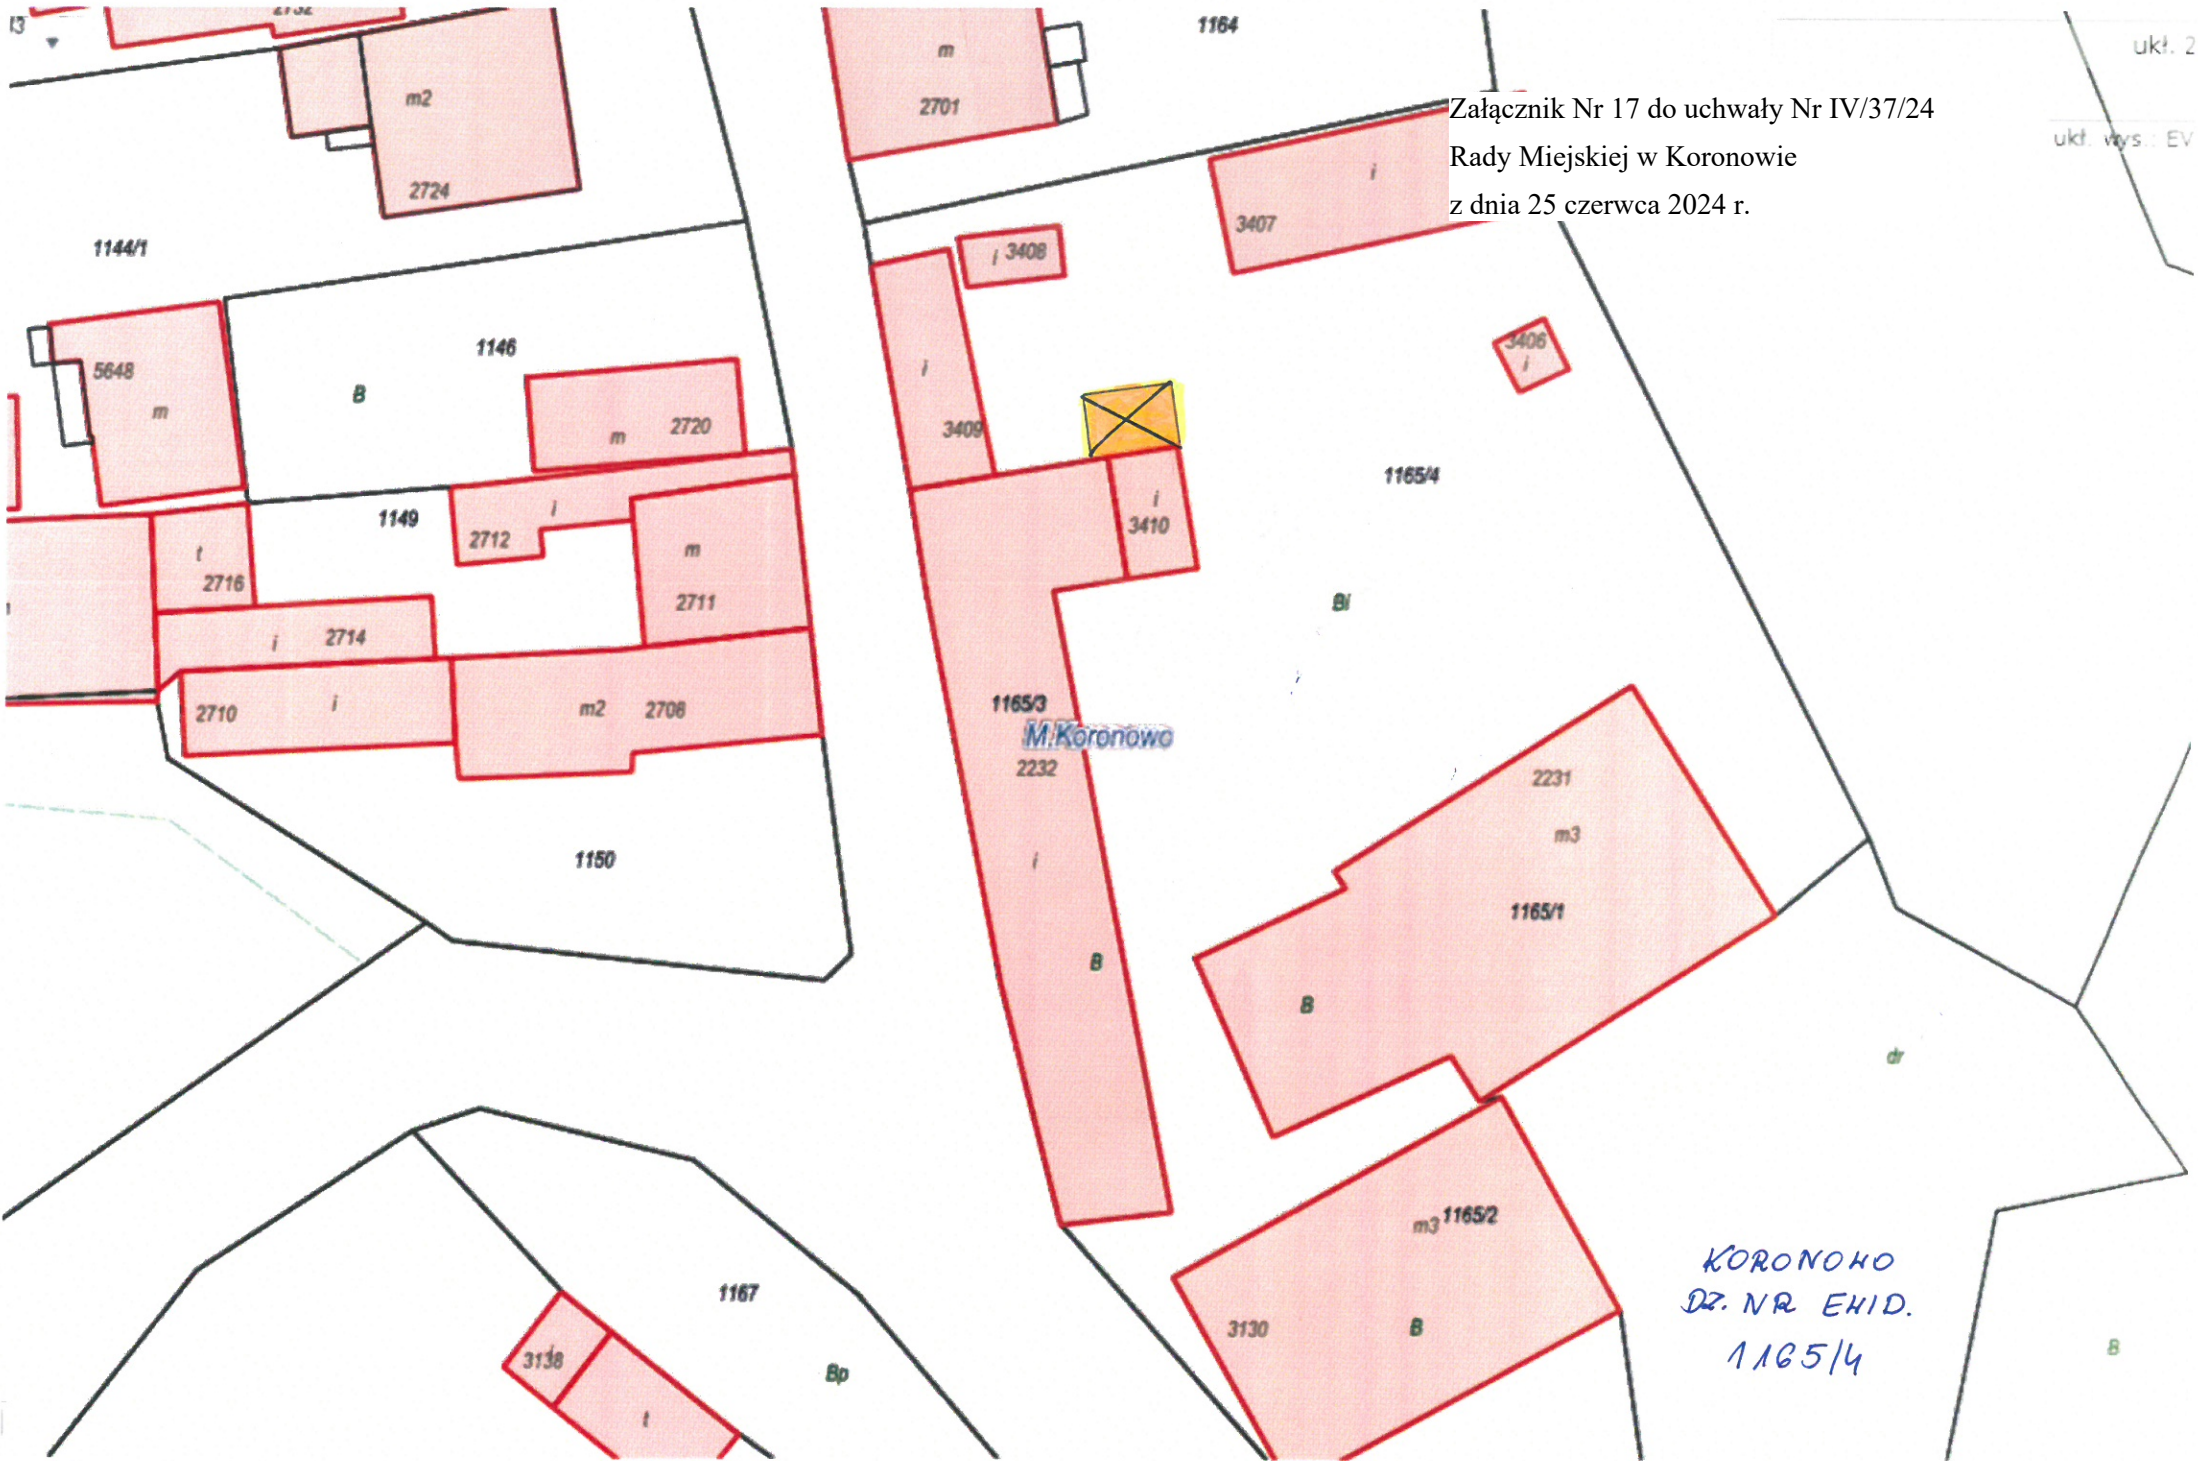 2732
13
m
1164
ukł. 2
m2
2701
Załącznik Nr 17 do uchwały Nr IV/37/24
Rady Miejskiej w Koronowie
z dnia 25 czerwca 2024 r.
ukł. wys.: EV
i
2724
3407
1144/1
i 3408
1146
3406
i
5648
B
i
m
m 2720
3409
1165/4
1149
i
i
2712
3410
t
m
2716
2711
Bi
i 2714
2710
i
m2 2708
1165/3
M.Koronowo
2232
2231
m3
1150
i
1165/1
B
B
dr
1167
m3 1165/2
KORONOWO
DZ. NR EWID.
1165/4
3130
B
B
i
3138
Bp
t